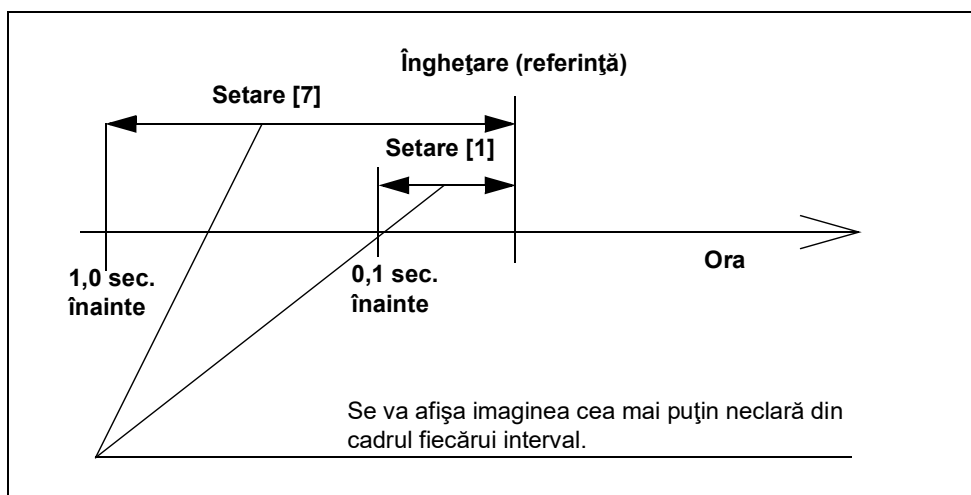 Îngheţare (referinţă)
Setare [7]
Setare [1]
Ora
1,0 sec.
înainte
0,1 sec.
înainte
Se va afişa imaginea cea mai puţin neclară din
cadrul fiecărui interval.